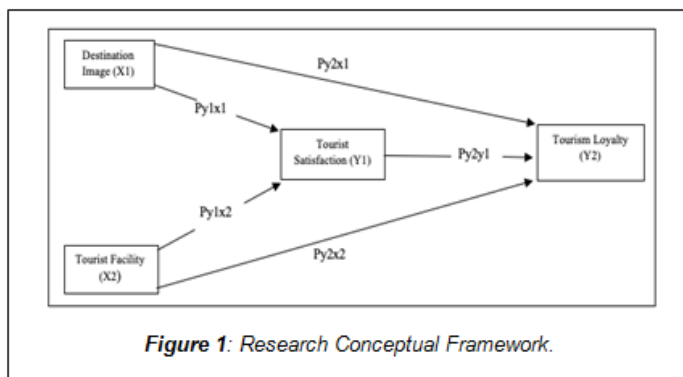 Destination
Image (X1)
Py2x1
Py1x1
Tourist
Satisfaction (Y1)
Py2y1
Tourism Loyalty
(Y2)
Py1x2
Tourist Facility
(X2)
Py2x2
Figure 1: Research Conceptual Framework.